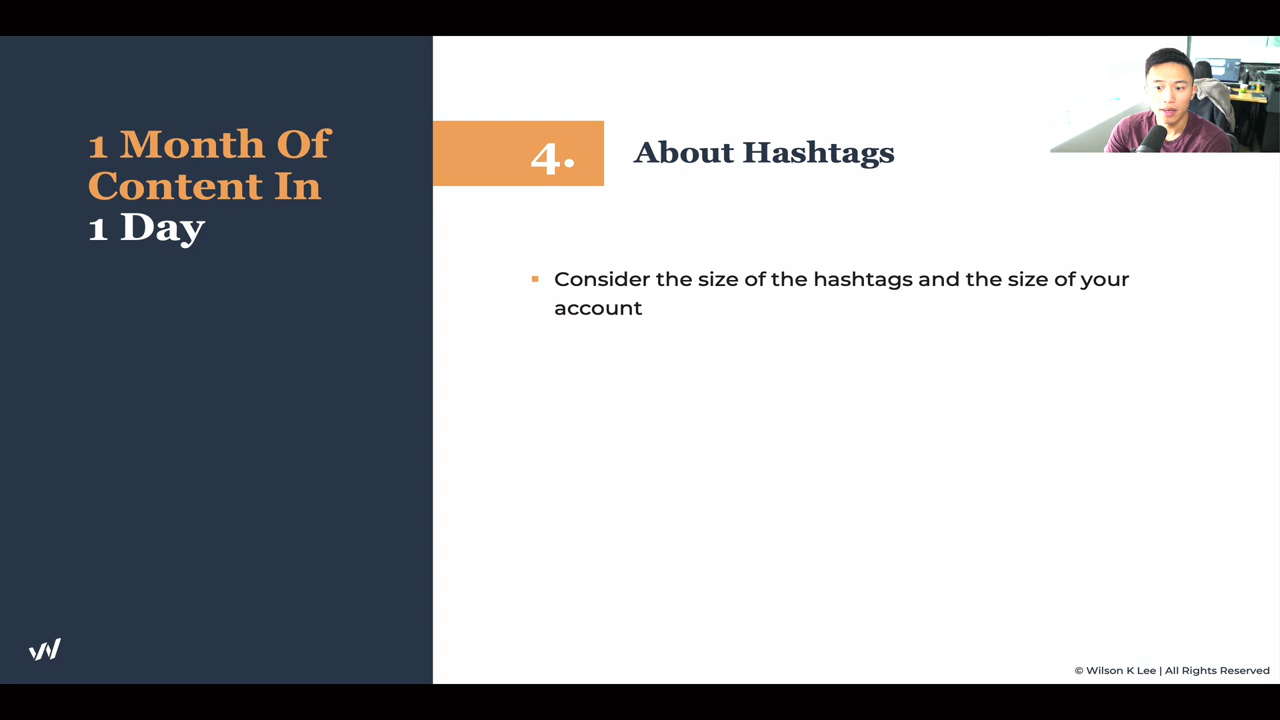 1 Month Of
Content In
1 Day
4.
About Hashtags
Consider the size of the hashtags and the size of your
account
© Wilson K Lee | All Rights Reserved